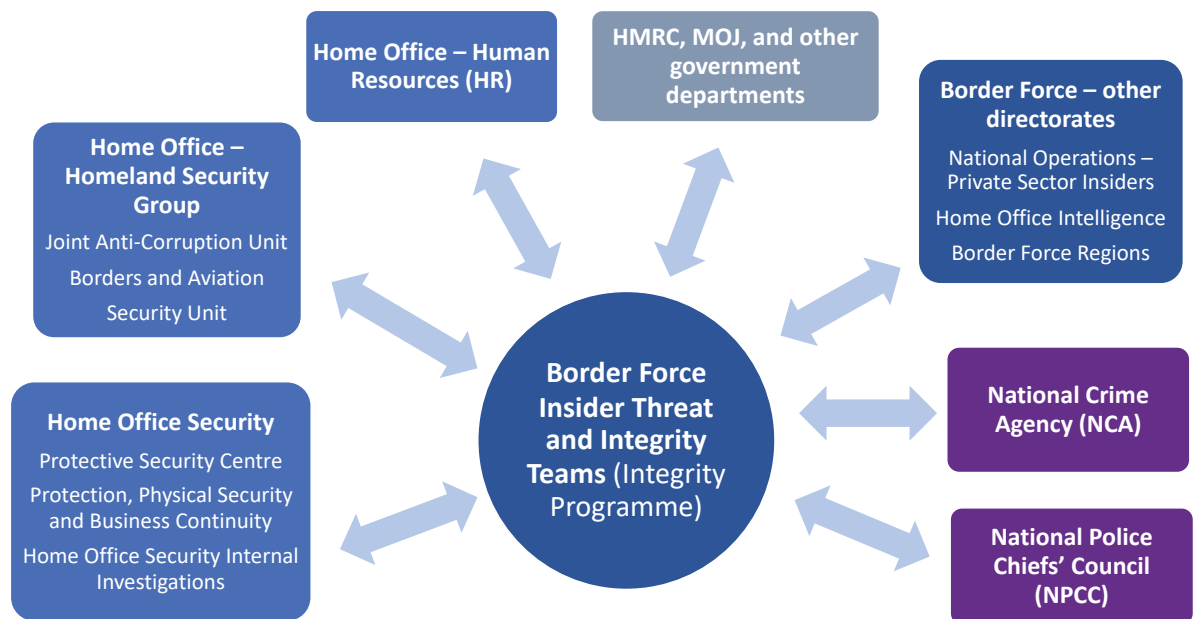 Home Office – Human
Resources (HR)
HMRC, MOJ, and other
government
departments
Border Force – other
directorates
National Operations –
Private Sector Insiders
Home Office Intelligence
Border Force Regions
Home Office –
Homeland Security
Group
Joint Anti-Corruption Unit
Borders and Aviation
Security Unit
Border Force
Insider Threat
and Integrity
Teams (Integrity
Programme)
National Crime
Agency (NCA)
Home Office Security
Protective Security Centre
Protection, Physical Security
and Business Continuity
Home Office Security Internal
Investigations
National Police
Chiefs’ Council
(NPCC)